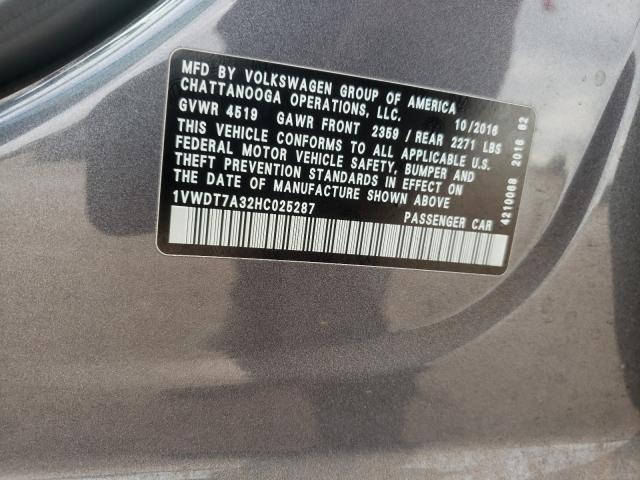 MFD BY VOLKSWAGEN GROUP OF AMERICA
CHATTANOOGA OPERATIONS, LLC. 10/2016
GVWR 4519 GAWR FRONT 2359 / REAR 2271 LBS
THIS VEHICLE CONFORMS TO ALL APPLICABLE U.S.
FEDERAL MOTOR VEHICLE SAFETY, BUMPER AND
THEFT PREVENTION STANDARDS IN EFFECT ON
THE DATE OF MANUFACTURE SHOWN ABOVE
1VWDT7A32HC025287 PASSENGER CAR
4210068 2016 02